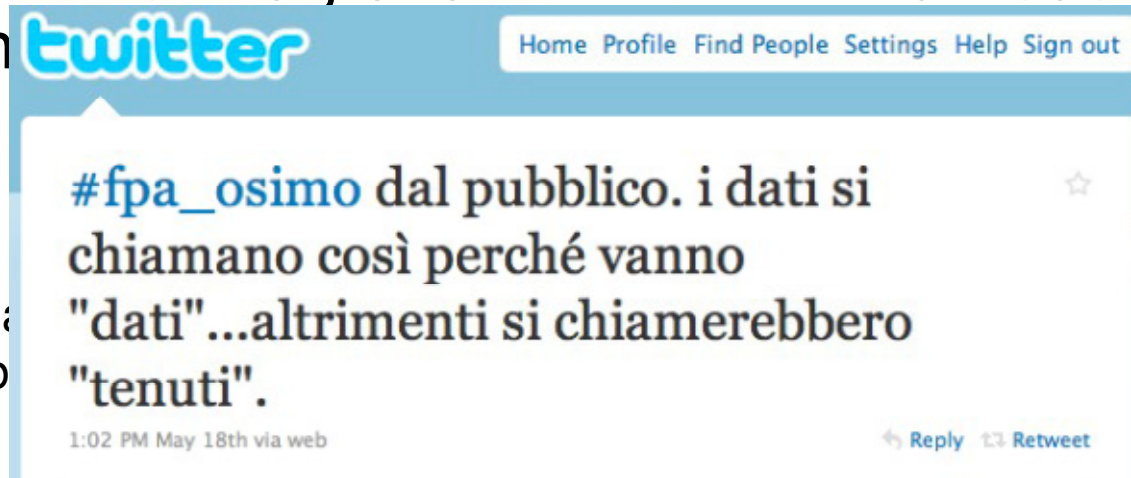 twitter
Home Profile Find People Settings Help Sign out
#fpa_osimo dal pubblico. i dati si
chiamano così perché vanno
"dati"...altrimenti si chiamerebbero
"tenuti".
1:02 PM May 18th via web
Reply Retweet